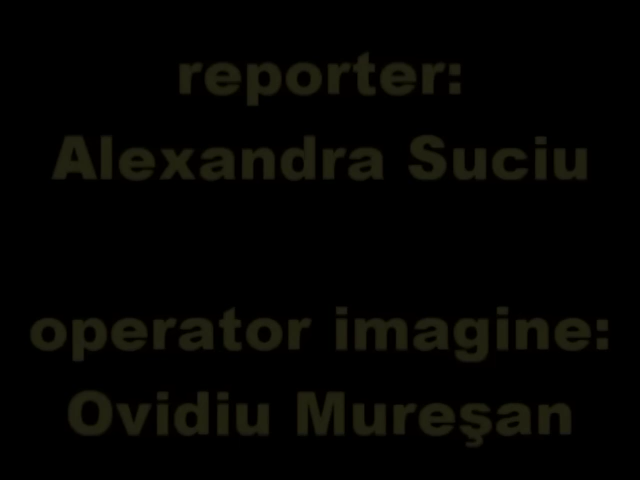 reporter:
Alexandra Suciu
operator imagine:
Ovidiu Mureşan